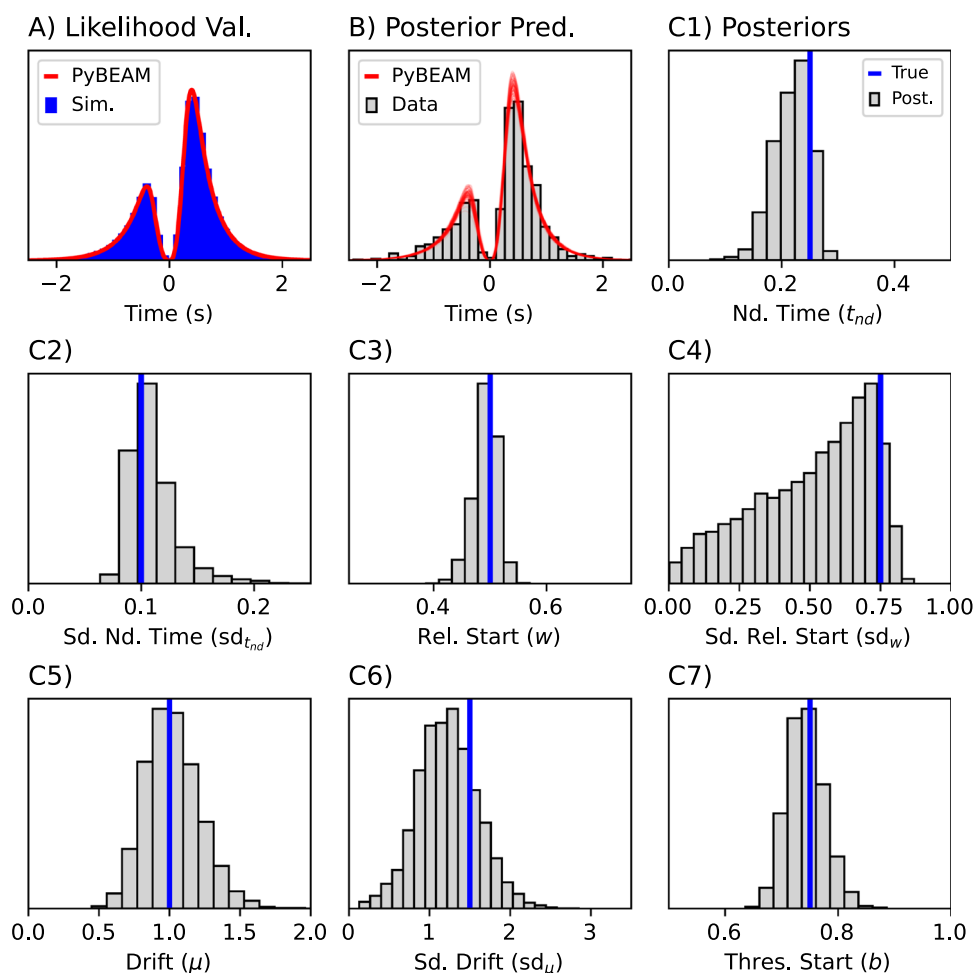 A) Likelihood Val.
PyBEAM
Sim.
−2 0 2
Time (s)
B) Posterior Pred.
PyBEAM
Data
−2 0 2
Time (s)
C1) Posteriors
True
Post.
0.0 0.2 0.4
Nd. Time (t_nd)
C2)
0.0 0.1 0.2
Sd. Nd. Time (sd_t_nd)
C3)
0.4 0.6
Rel. Start (w)
C4)
0.00 0.25 0.50 0.75 1.00
Sd. Rel. Start (sd_w)
C5)
0.0 0.5 1.0 1.5 2.0
Drift (μ)
C6)
0 1 2 3
Sd. Drift (sd_μ)
C7)
0.6 0.8 1.0
Thres. Start (b)